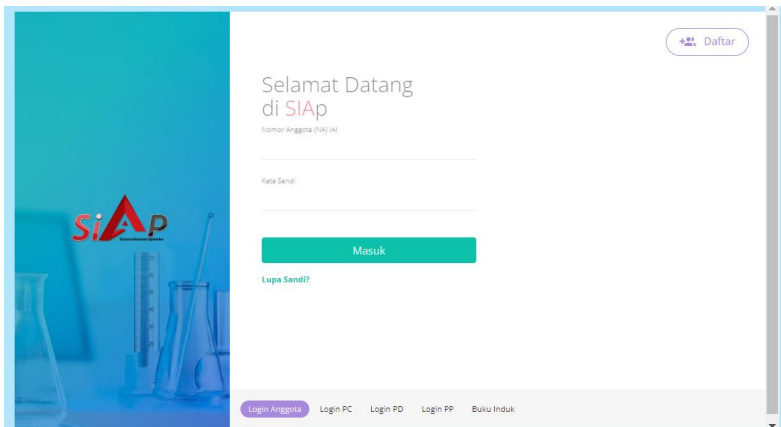 Daftar
Selamat Datang
di SIAp
Nomor Anggota (NA) IAI
Kata Sandi
SiAp
Masuk
Lupa Sandi?
Login Anggota Login PC Login PD Login PP Buku Induk